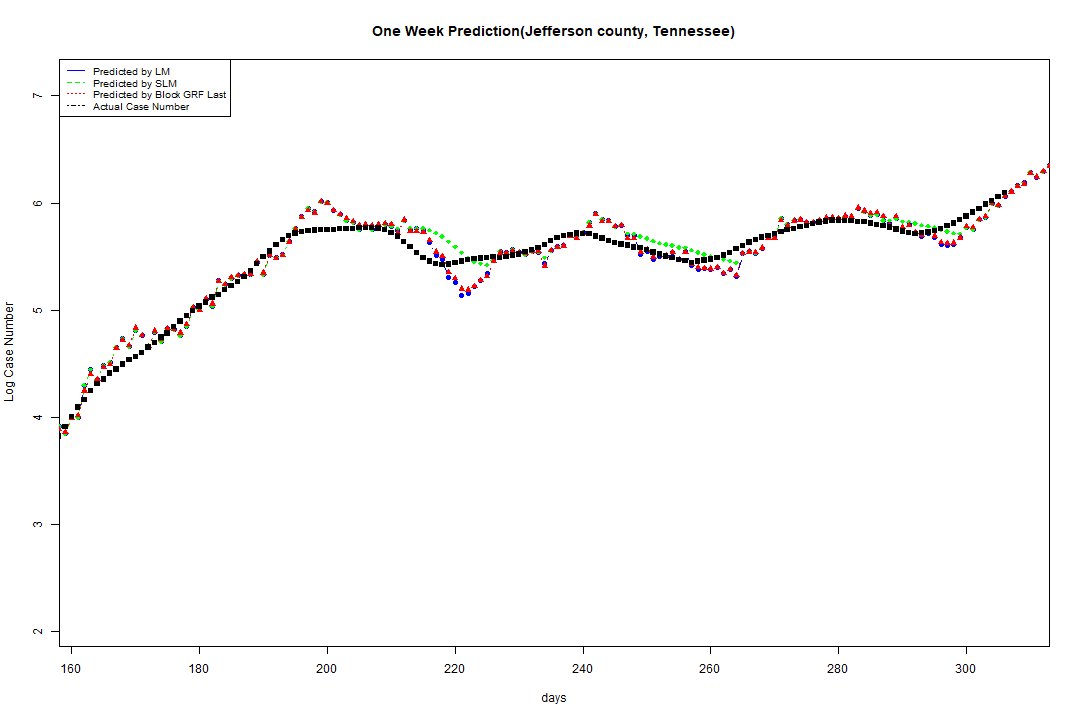 One Week Prediction(Jefferson county, Tennessee)
Predicted by LM
Predicted by SLM
Predicted by Block GRF Last
Actual Case Number
7
6
5
4
3
2
Log Case Number
160 180 200 220 240 260 280 300
days